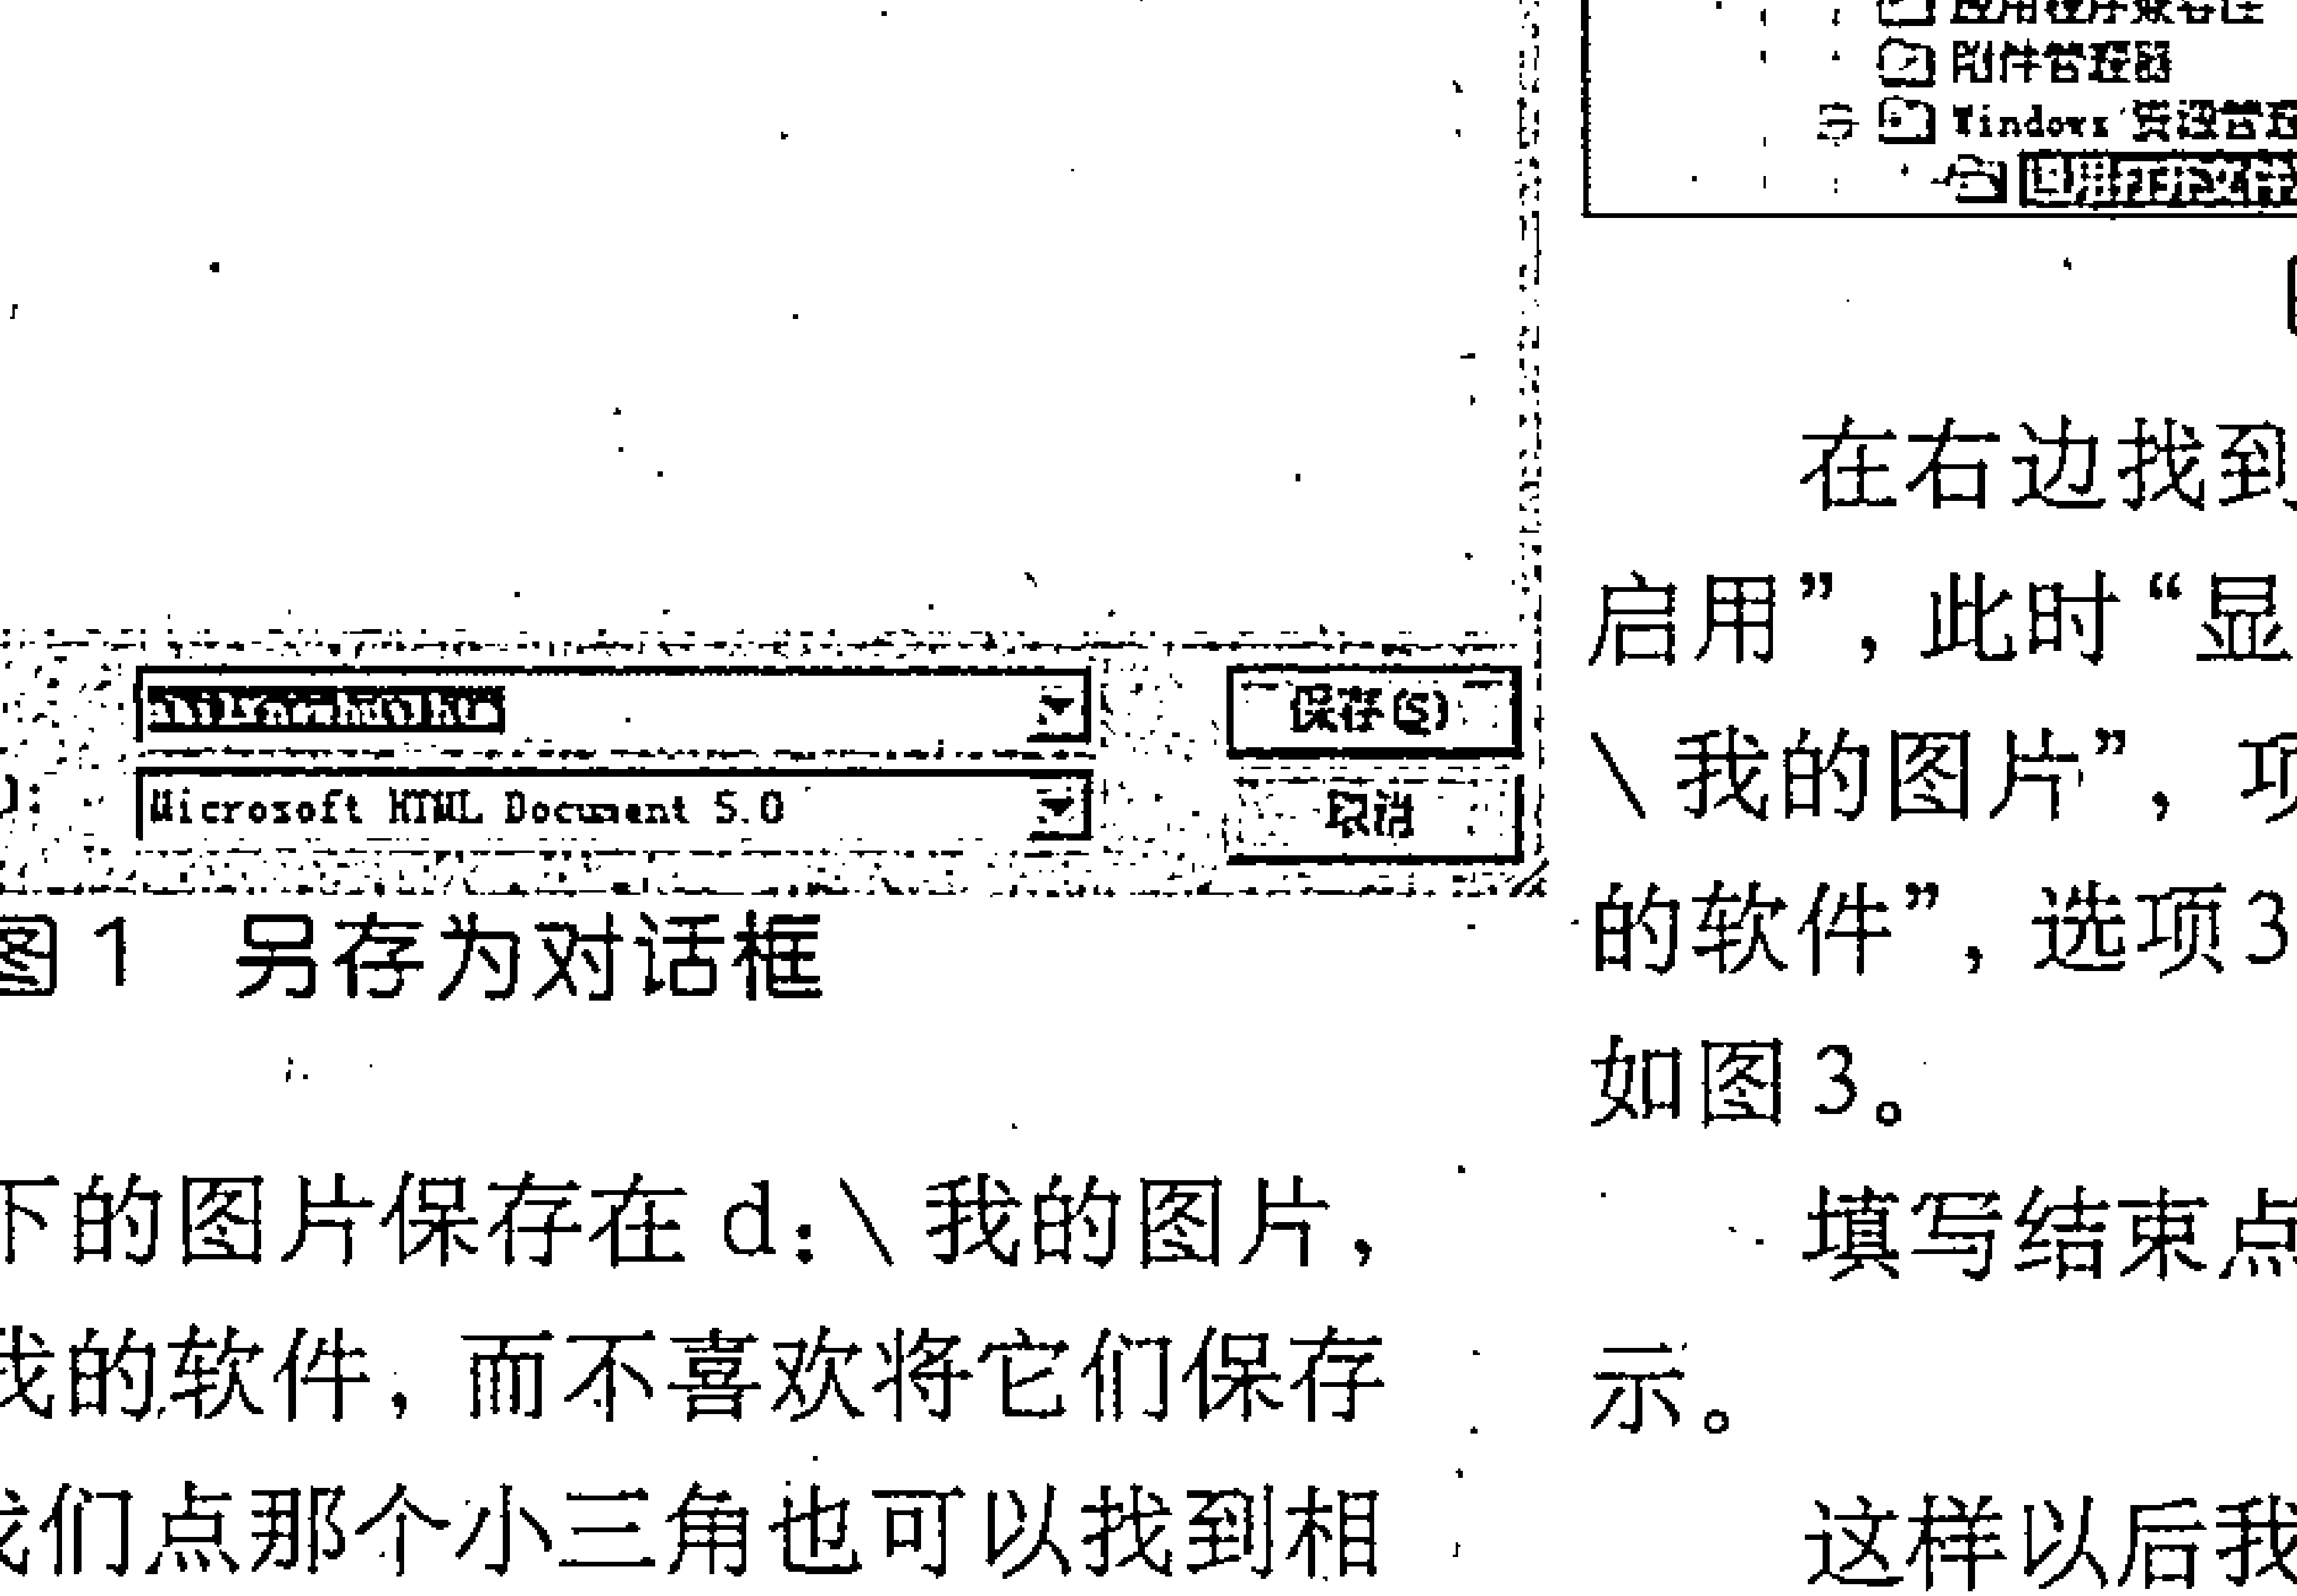 Microsoft HTML Document 5.0
保存(S)
取消
图1 另存为对话框
下的图片保存在 d:\ 我的图片,
我的软件, 而不喜欢将它们保存
我们点那个小三角也可以找到相
附件管理器
Windows 资源管理
在右边找到
启用”, 此时“显
\ 我的图片”, 项
的软件”, 选项3
如图 3。
填写结束点
示。
这样以后我